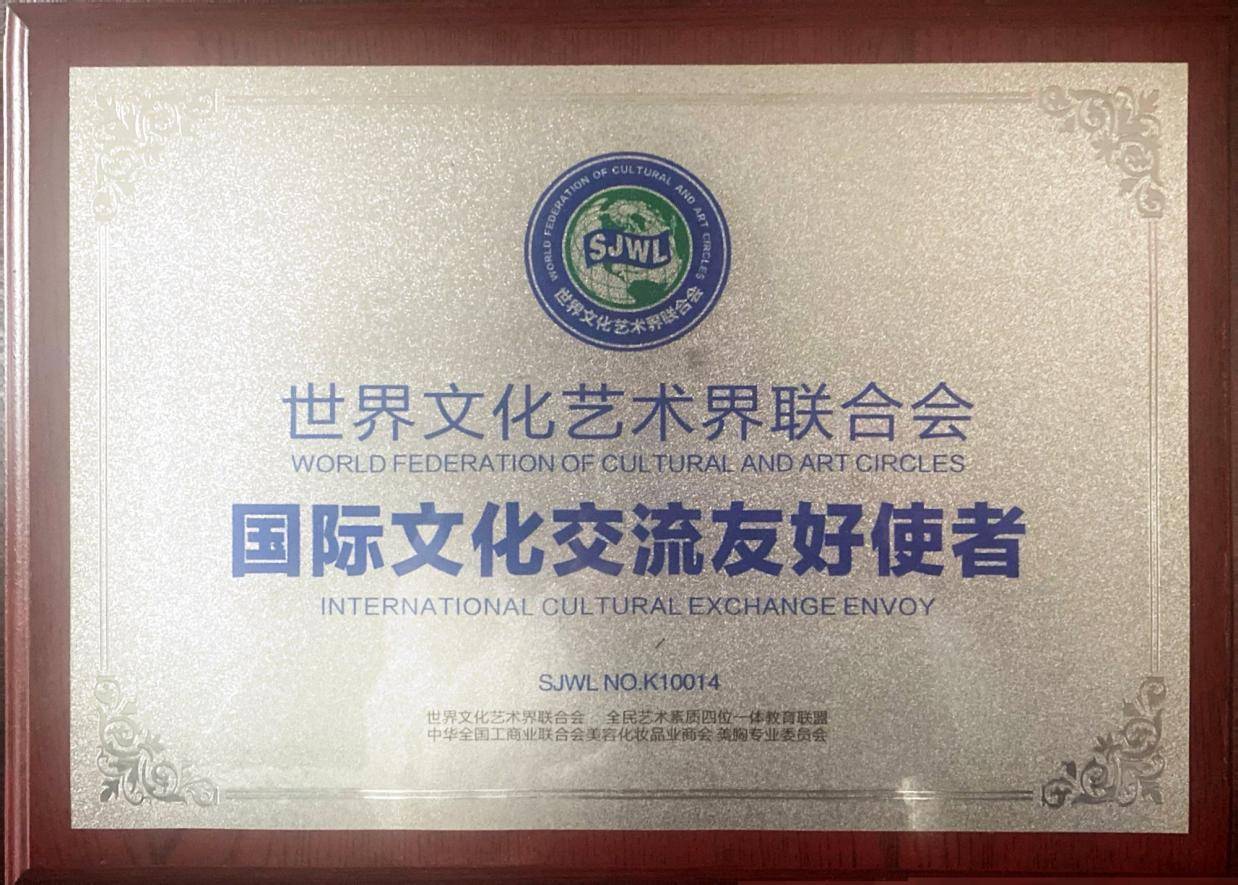 WORLD FEDERATION OF CULTURAL AND ART CIRCLES
SJWL
世界文化艺术界联合会
世界文化艺术界联合会
WORLD FEDERATION OF CULTURAL AND ART CIRCLES
国际文化交流友好使者
INTERNATIONAL CULTURAL EXCHANGE ENVOY
SJWL NO.K10014
世界文化艺术界联合会 全民艺术素质四位一体教育联盟
中华全国工商业联合会美容化妆品业商会 美胸专业委员会